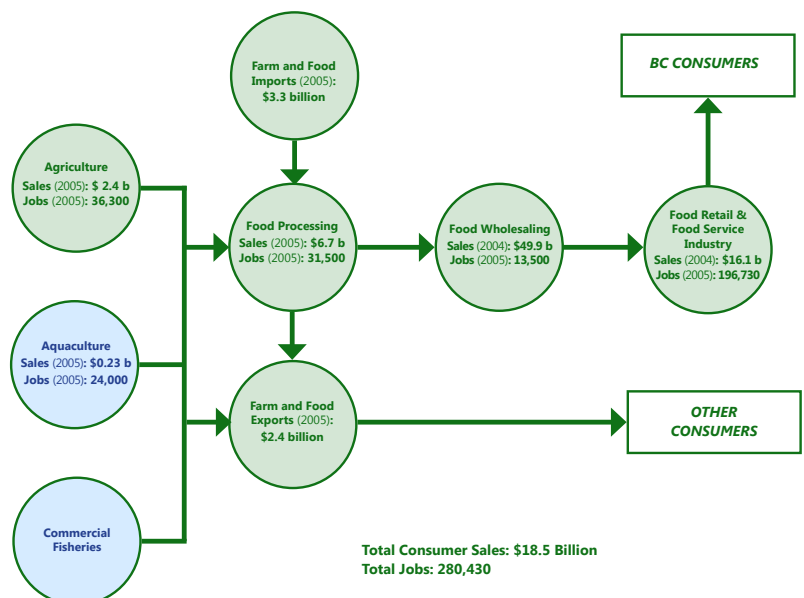 Farm and Food
Imports (2005):
$3.3 billion
BC CONSUMERS
Agriculture
Sales (2005): $ 2.4 b
Jobs (2005): 36,300
Food Processing
Sales (2005): $6.7 b
Jobs (2005): 31,500
Food Wholesaling
Sales (2004): $49.9 b
Jobs (2005): 13,500
Food Retail &
Food Service
Industry
Sales (2004): $16.1 b
Jobs (2005): 196,730
Aquaculture
Sales (2005): $0.23 b
Jobs (2005): 24,000
Farm and Food
Exports (2005):
$2.4 billion
OTHER
CONSUMERS
Commercial
Fisheries
Total Consumer Sales: $18.5 Billion
Total Jobs: 280,430